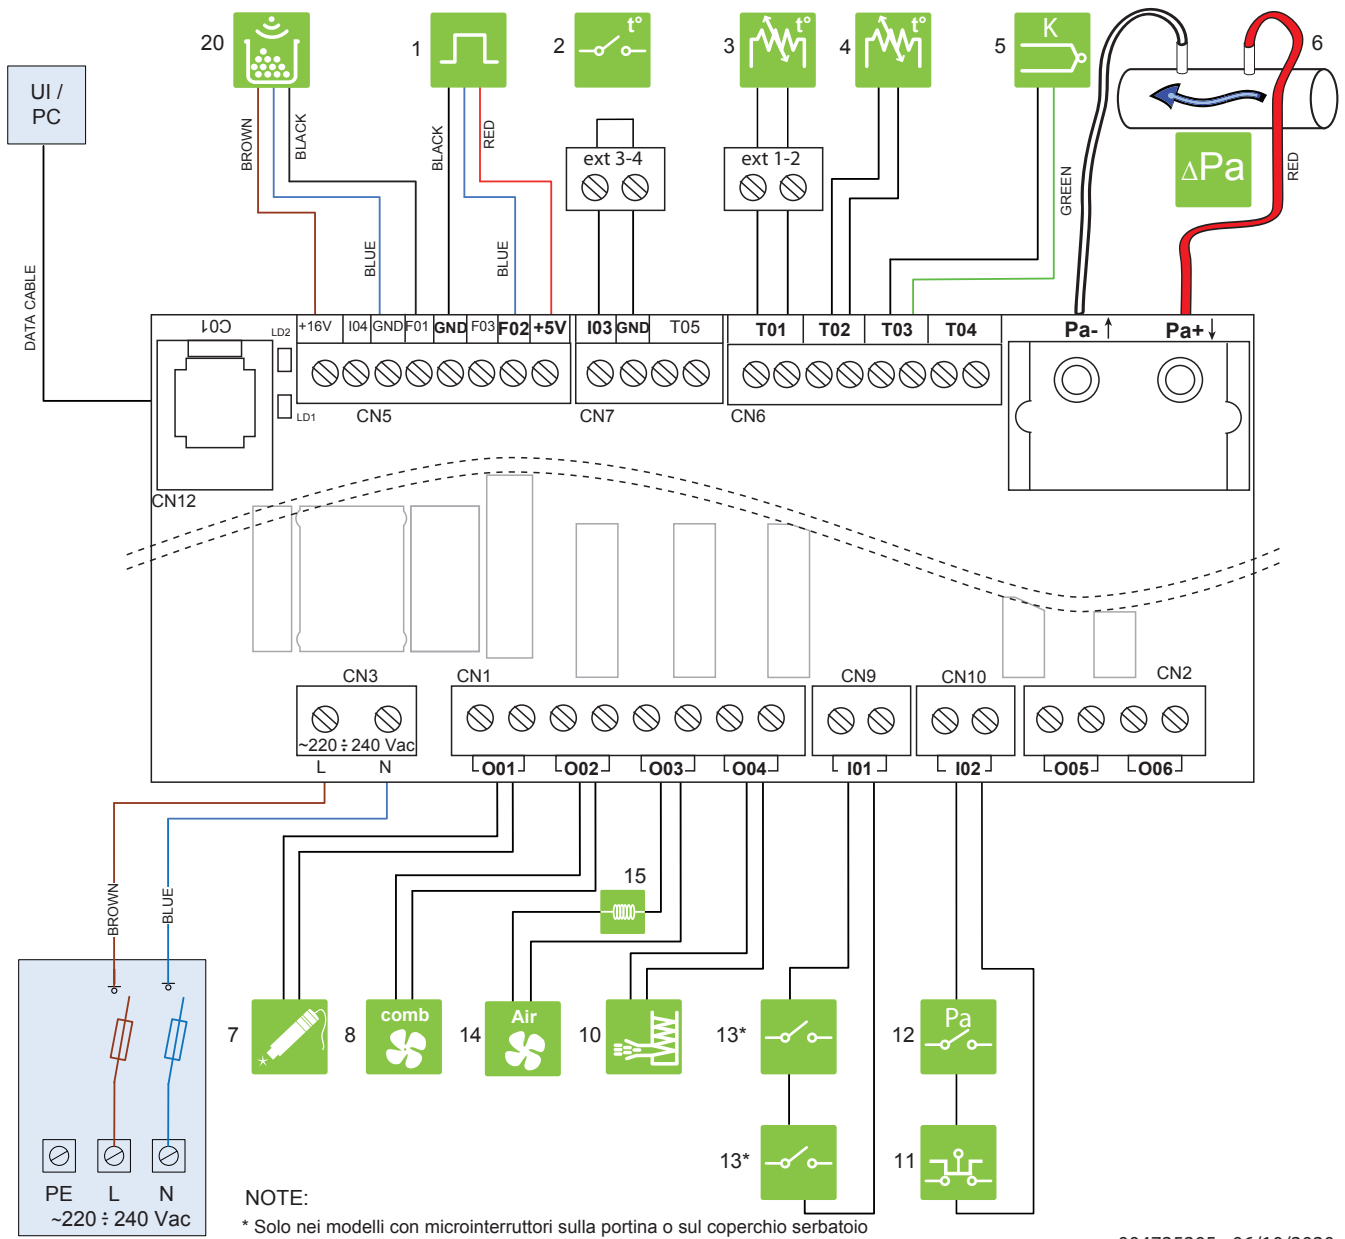 20
1
2
t°
3
t°
4
t°
5
K
6
UI /
PC
BROWN
BLACK
BLACK
RED
ext 3-4
ext 1-2
GREEN
ΔPa
RED
BLUE
BLUE
DATA CABLE
C01
LD2
+16V
I04
GND
F01
GND
F03
F02
+5V
I03
GND
T05
T01
T02
T03
T04
Pa- ↑
Pa+ ↓
LD1
CN5
CN7
CN6
CN12
CN3
CN1
CN9
CN10
CN2
~220 ÷ 240 Vac
L
N
O01
O02
O03
O04
I01
I02
O05
O06
BROWN
BLUE
15
7
8
comb
14
Air
10
13*
12
Pa
13*
11
PE
L
N
~220 ÷ 240 Vac
NOTE:
* Solo nei modelli con microinterruttori sulla portina o sul coperchio serbatoio